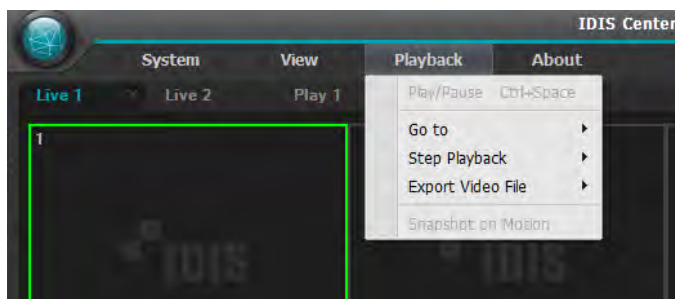 IDIS Center
System View Playback About
Live 1 Live 2 Play 1
Play/Pause Ctrl+Space
1
Go to
Step Playback
Export Video File
Snapshot on Motion
IDIS
IDIS